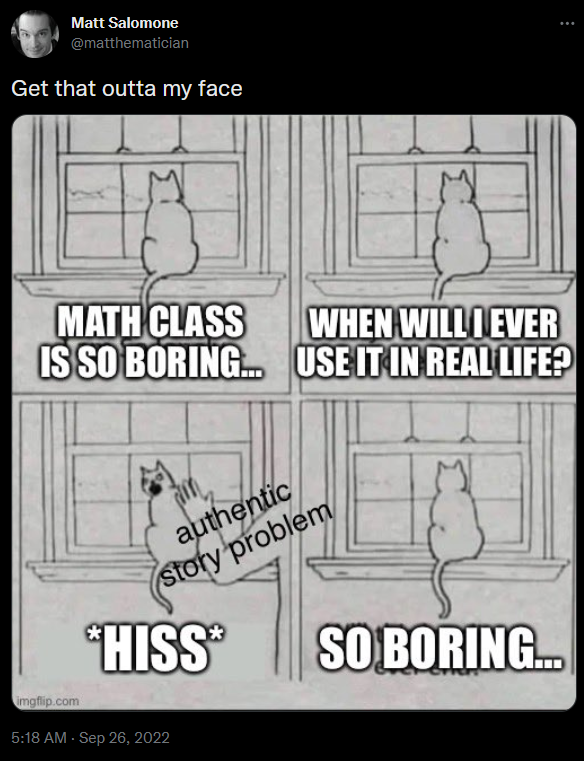 Matt Salomone
@matthematician
Get that outta my face
MATH CLASS
IS SO BORING...
WHEN WILL I EVER
USE IT IN REAL LIFE?
authentic
story problem
*HISS*
SO BORING...
imgflip.com
5:18 AM · Sep 26, 2022